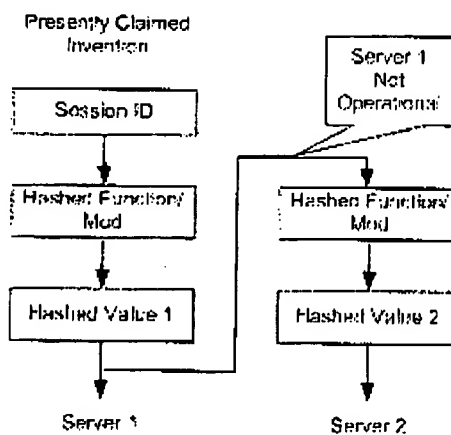 Presently Claimed
Invention
Session ID
Hashed Function/
Mod
Hashed Value 1
Server 1
Server 1
Not
Operational
Hashed Function/
Mod
Hashed Value 2
Server 2